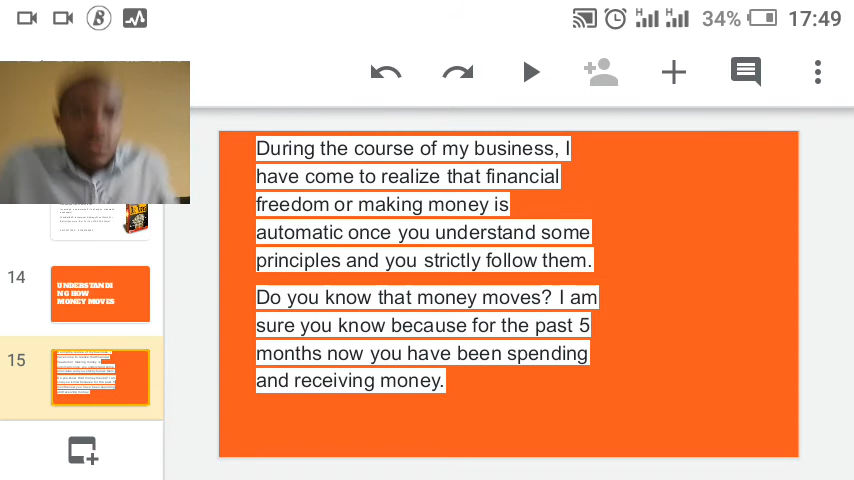 34% 17:49
During the course of my business, I
have come to realize that financial
freedom or making money is
automatic once you understand some
principles and you strictly follow them.
Do you know that money moves? I am
sure you know because for the past 5
months now you have been spending
and receiving money.
14
UNDERSTANDI
NG HOW
MONEY MOVES
15